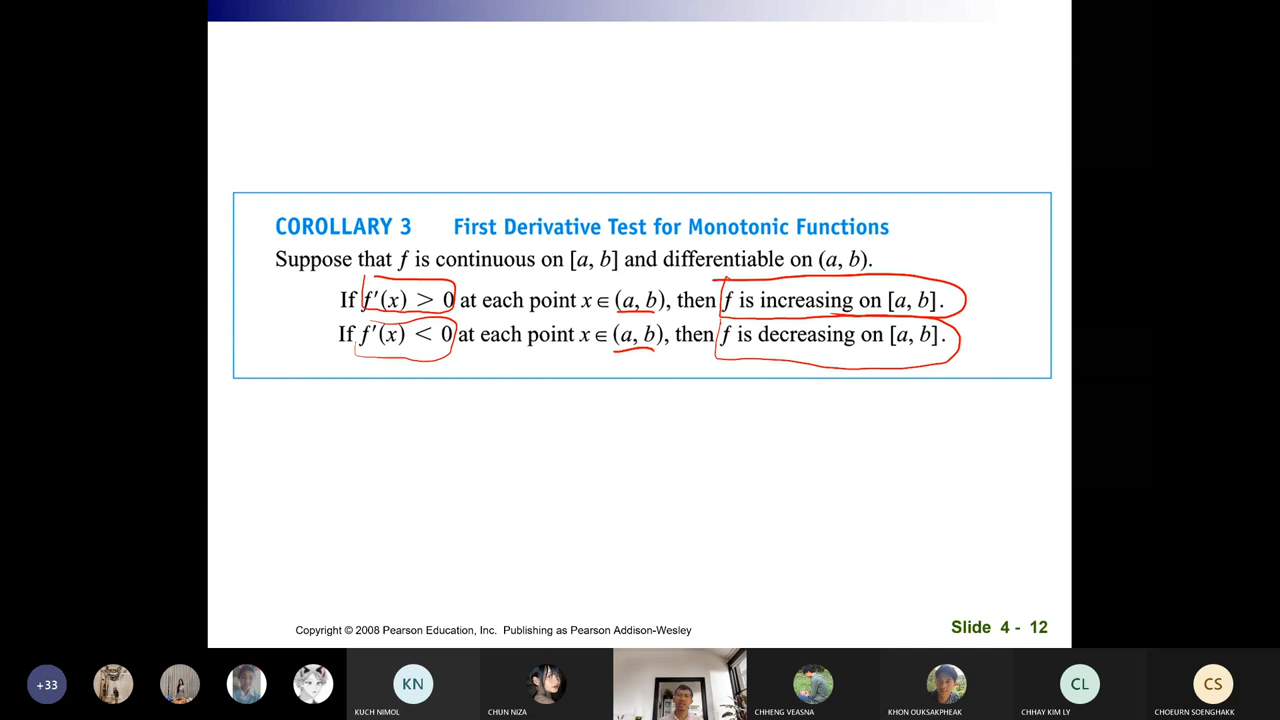 COROLLARY 3 First Derivative Test for Monotonic Functions
Suppose that f is continuous on [a, b] and differentiable on (a, b).
If f′(x) > 0 at each point x ∈ (a, b), then f is increasing on [a, b].
If f′(x) < 0 at each point x ∈ (a, b), then f is decreasing on [a, b].
Copyright © 2008 Pearson Education, Inc. Publishing as Pearson Addison-Wesley
Slide 4 - 12
+33
KN
CL
CS
KUCH NIMOL
CHUN NIZA
CHHENG VEASNA
KHON OUKSAKPHEAK
CHHAY KIM LY
CHOEURN SOENGHAKK